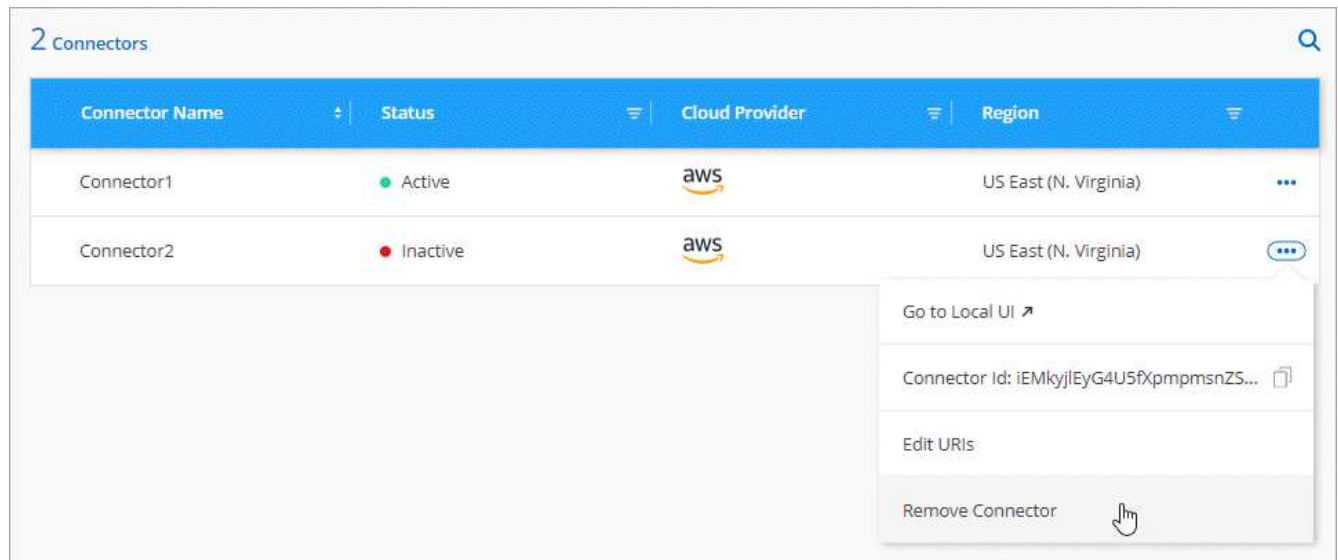 2 Connectors
Connector Name Status Cloud Provider Region
Connector1 Active aws US East (N. Virginia)
Connector2 Inactive aws US East (N. Virginia)
Go to Local UI
Connector Id: iEMkyjlEyG4U5fXpmpmsnZS...
Edit URIs
Remove Connector